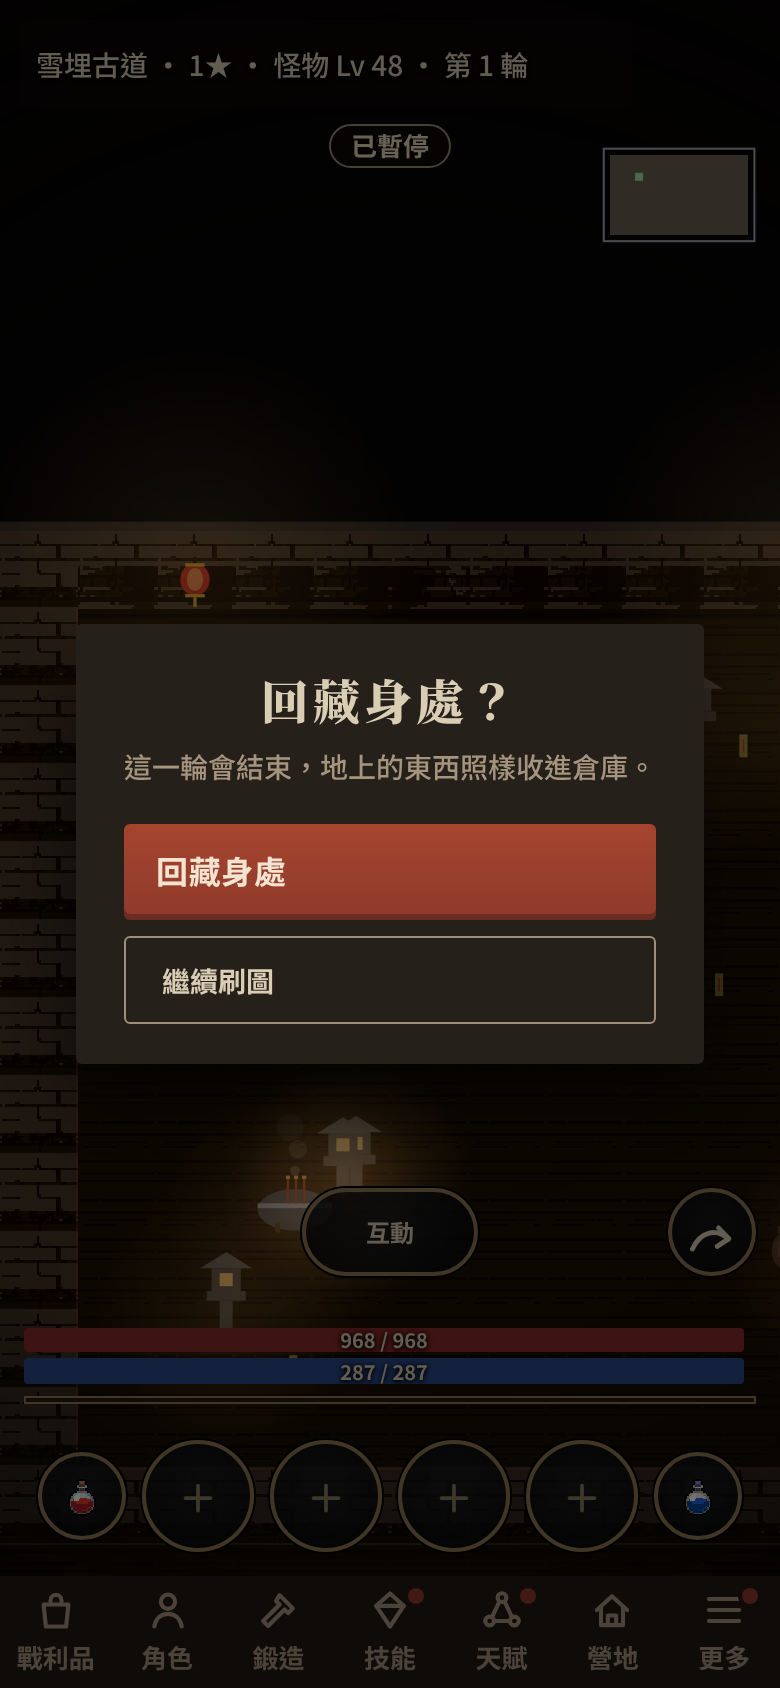 雪埋古道 • 1★ • 怪物 Lv 48 • 第 1 輪
已暫停
回藏身處？
這一輪會結束，地上的東西照樣收進倉庫。
回藏身處
繼續刷圖
互動
968 / 968
287 / 287
戰利品 角色 鍛造 技能 天賦 營地 更多